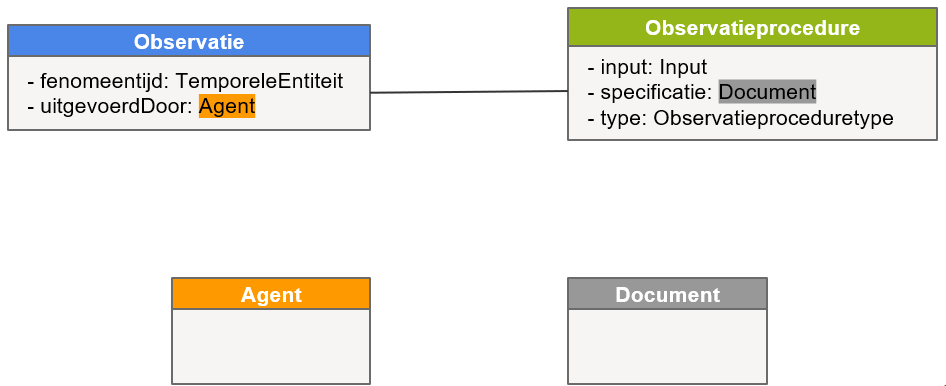 Observatie
- fenomeentijd: TemporeleEntiteit
- uitgevoerdDoor: Agent
Observatieprocedure
- input: Input
- specificatie: Document
- type: Observatieproceduretype
Agent
Document